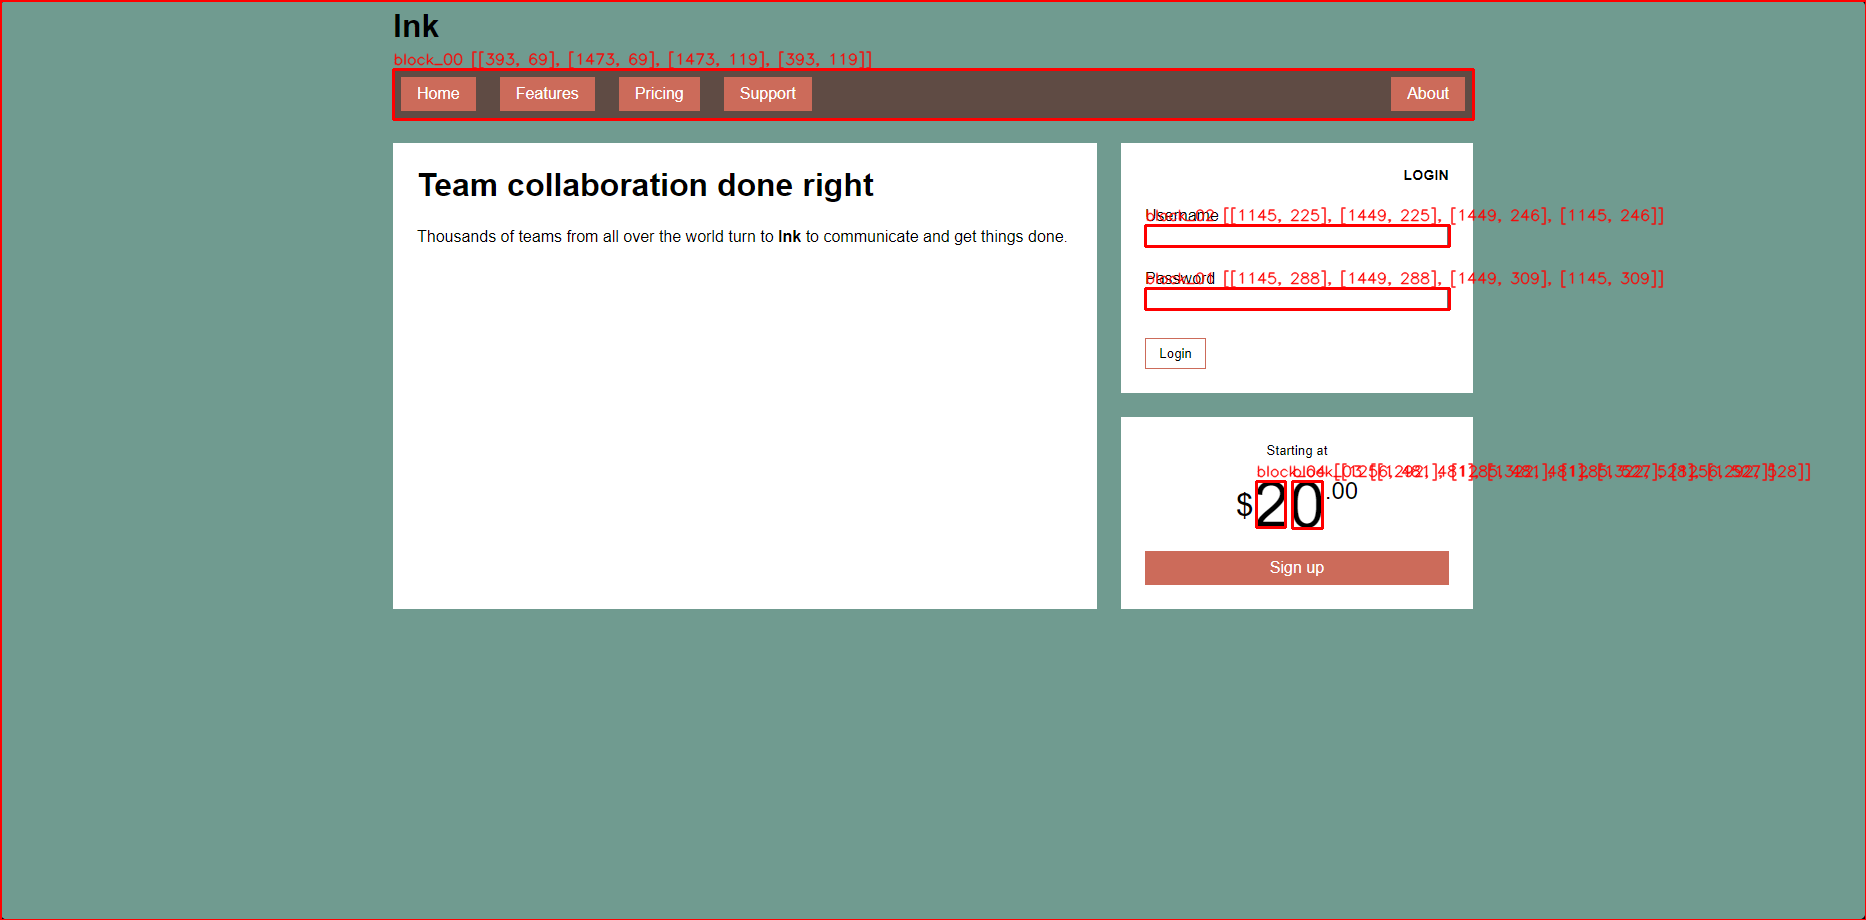 Ink
block_00 [[393, 69], [1473, 69], [1473, 119], [393, 119]]
Home Features Pricing Support About
Team collaboration done right
Thousands of teams from all over the world turn to Ink to communicate and get things done.
LOGIN
Username
block_02 [[1145, 225], [1449, 225], [1449, 246], [1145, 246]]
Password
block_01 [[1145, 288], [1449, 288], [1449, 309], [1145, 309]]
Login
Starting at
$20.00
Sign up